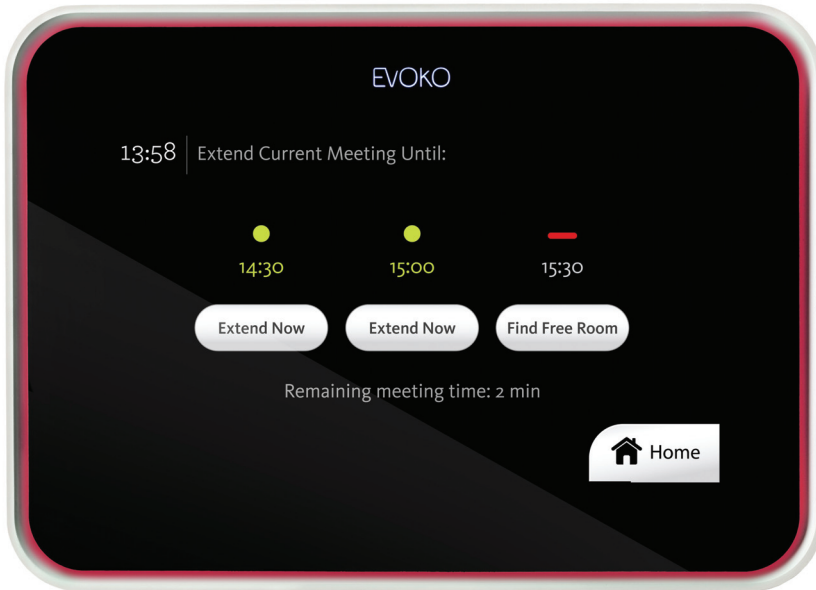 EVOKO
13:58 Extend Current Meeting Until:
14:30 15:00 15:30
Extend Now Extend Now Find Free Room
Remaining meeting time: 2 min
Home